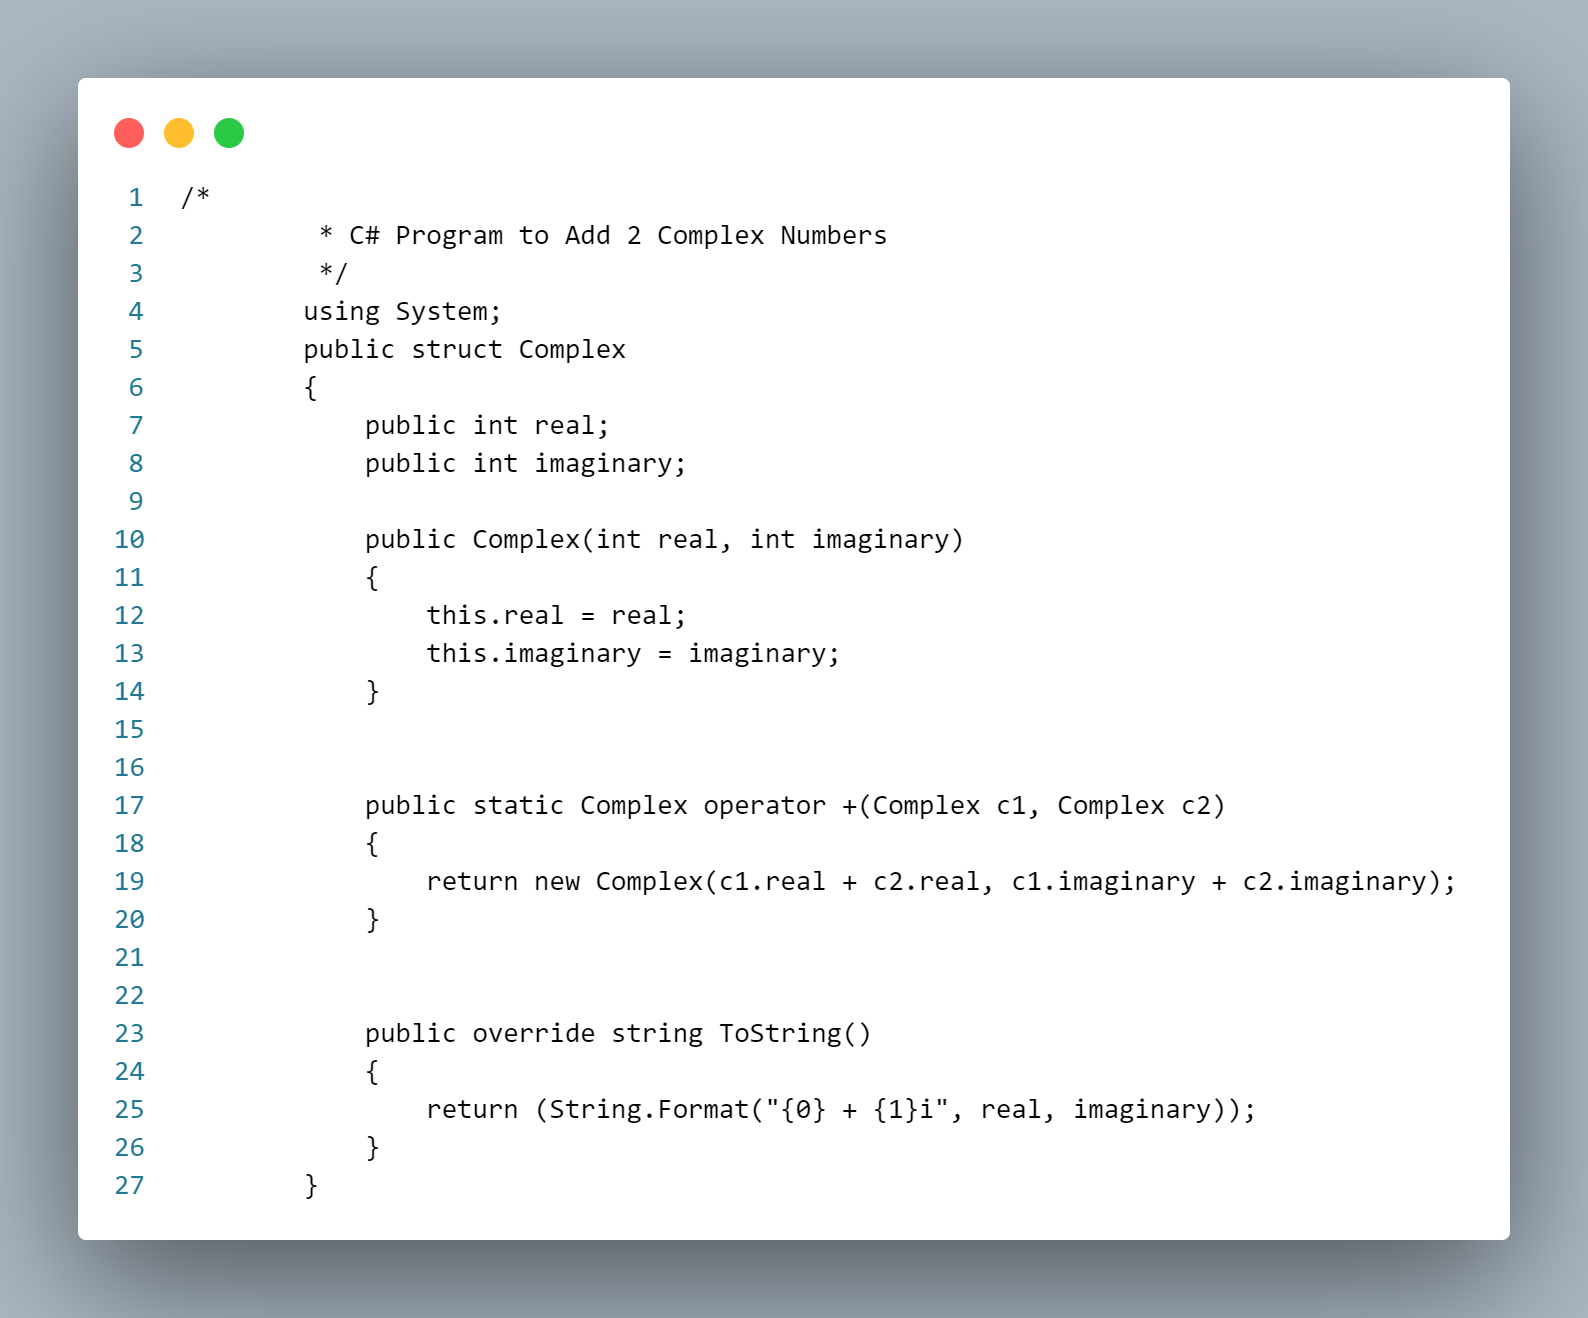 1 /*
2          * C# Program to Add 2 Complex Numbers
3          */
4         using System;
5         public struct Complex
6         {
7             public int real;
8             public int imaginary;
9
10             public Complex(int real, int imaginary)
11             {
12                 this.real = real;
13                 this.imaginary = imaginary;
14             }
15
16
17             public static Complex operator +(Complex c1, Complex c2)
18             {
19                 return new Complex(c1.real + c2.real, c1.imaginary + c2.imaginary);
20             }
21
22
23             public override string ToString()
24             {
25                 return (String.Format("{0} + {1}i", real, imaginary));
26             }
27         }